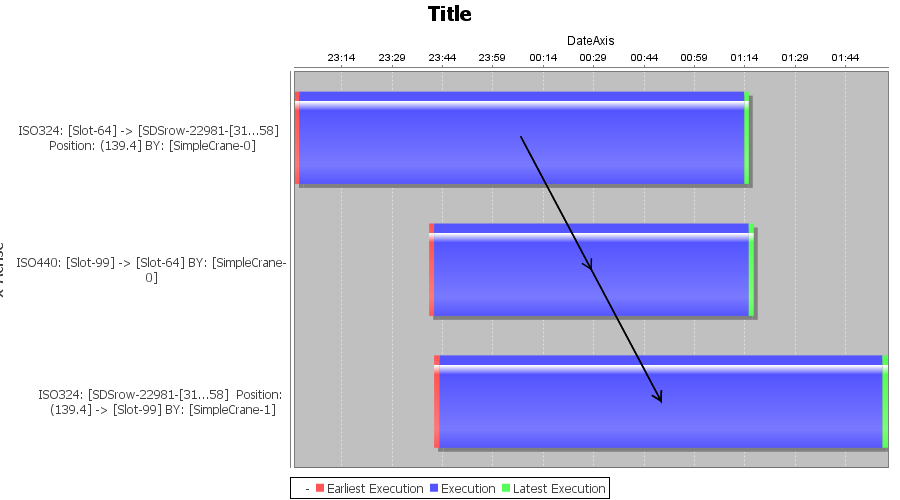 Title
DateAxis
23:14 23:29 23:44 23:59 00:14 00:29 00:44 00:59 01:14 01:29 01:44
ISO324: [Slot-64] -> [SDSrow-22981-[31...58]
Position: (139.4] BY: [SimpleCrane-0]
ISO440: [Slot-99] -> [Slot-64] BY: [SimpleCrane-
0]
ISO324: [SDSrow-22981-[31...58] Position:
(139.4] -> [Slot-99] BY: [SimpleCrane-1]
- Earliest Execution Execution Latest Execution